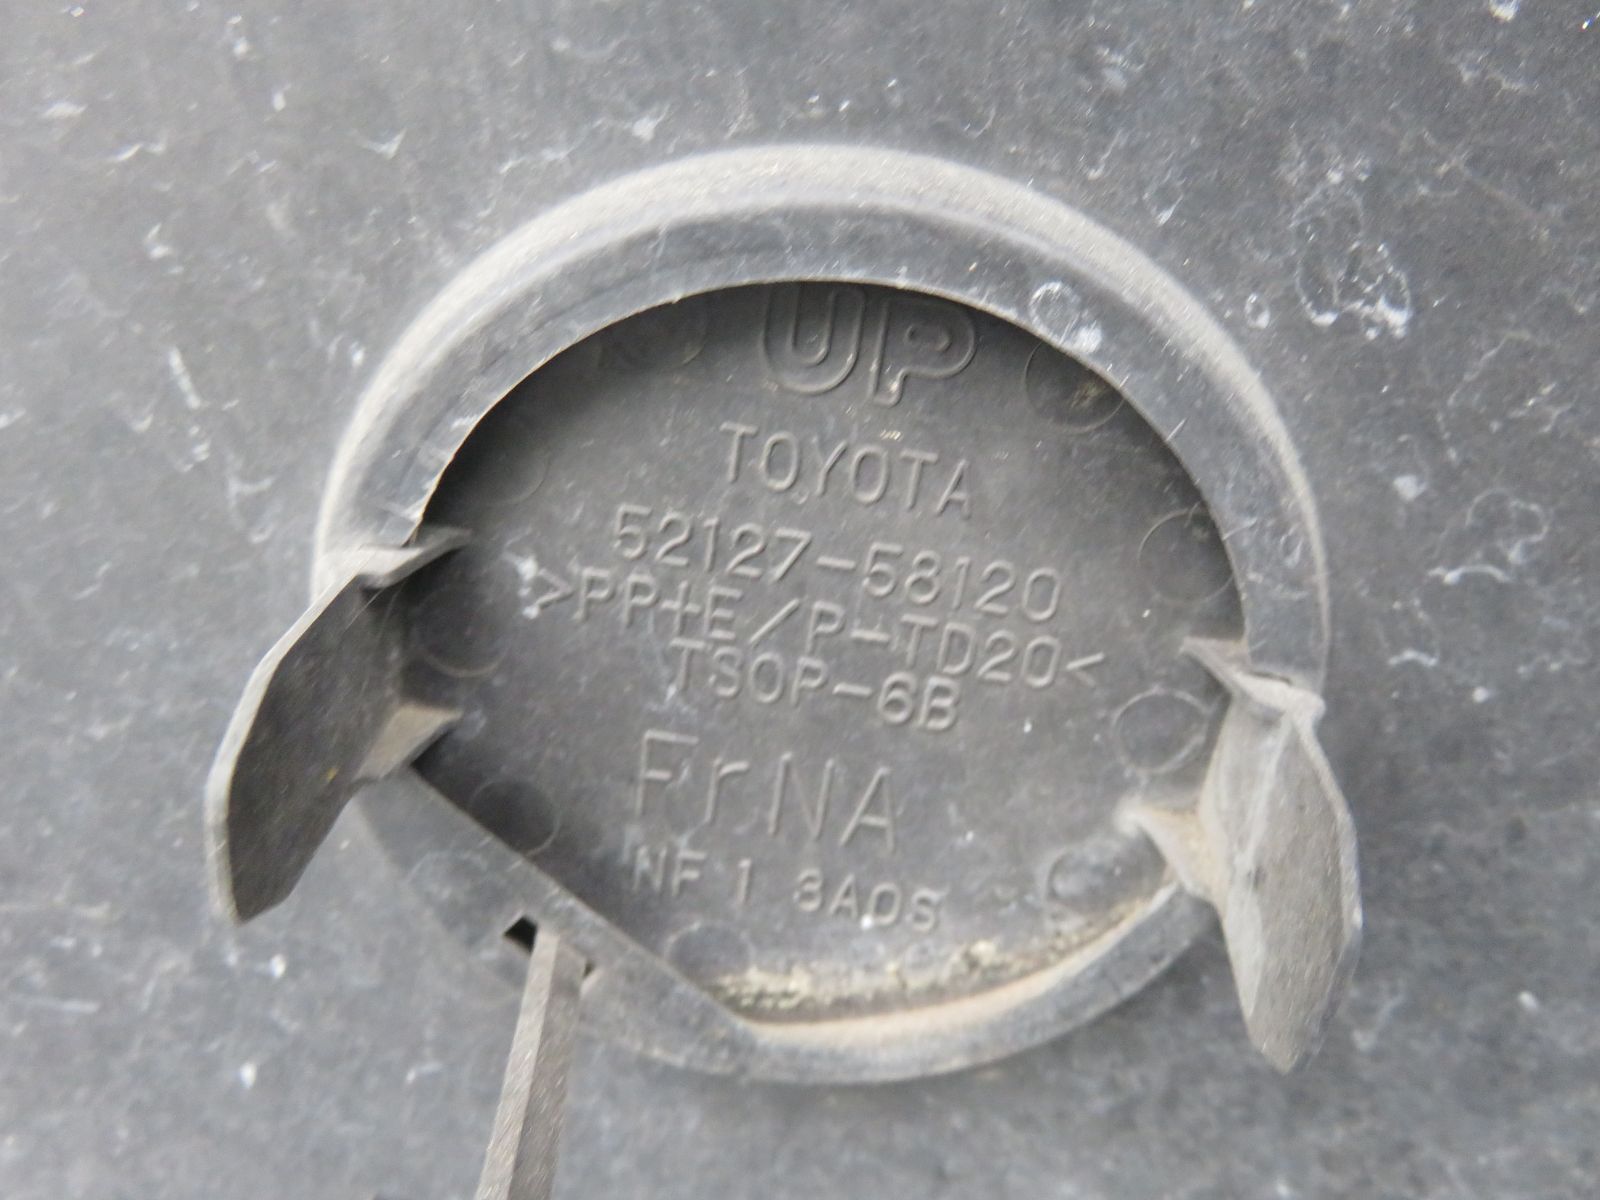 UP
TOYOTA
52127-58120
>PP+E/P-TD20<
TSOP-6B
FrNA
NF1 3A0S